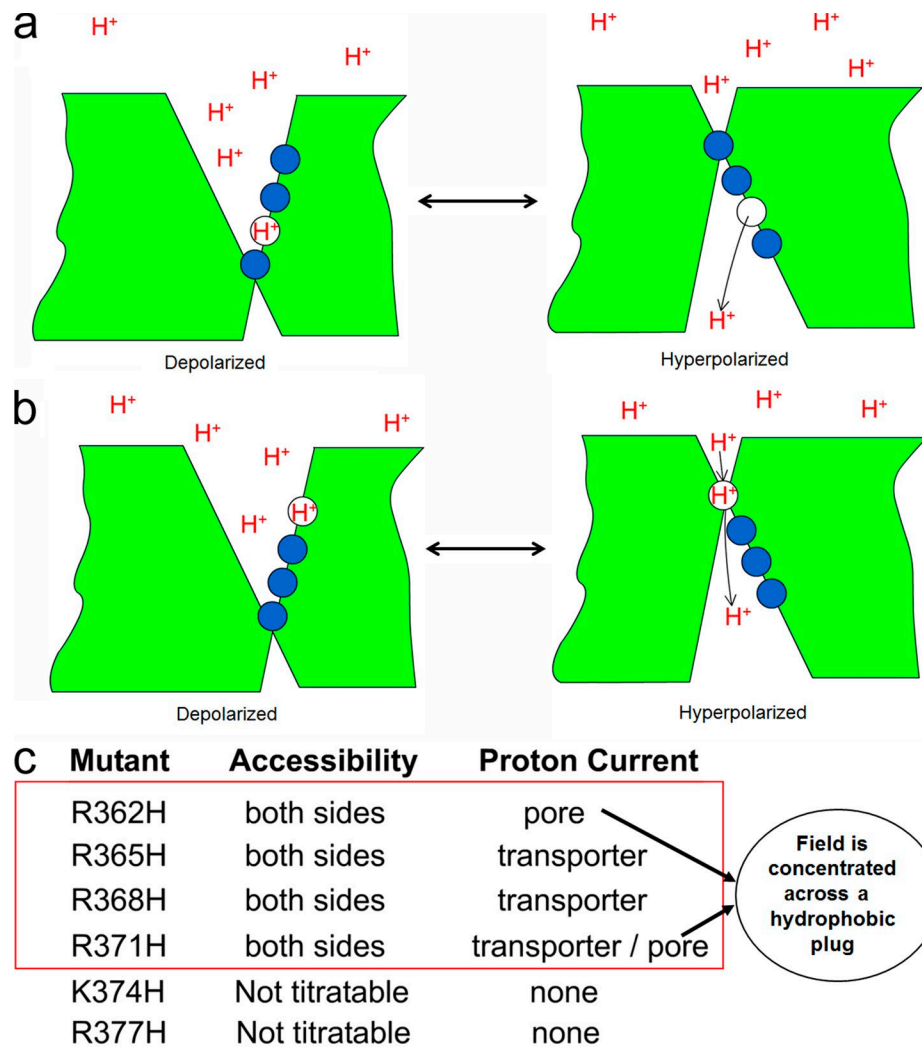 a
H⁺ H⁺ H⁺ H⁺ H⁺ H⁺
H⁺ H⁺ H⁺ H⁺ H⁺
H⁺
Depolarized
Hyperpolarized
b
H⁺ H⁺ H⁺ H⁺ H⁺ H⁺
H⁺ H⁺ H⁺ H⁺ H⁺
Depolarized
Hyperpolarized
c Mutant Accessibility Proton Current
R362H both sides pore
R365H both sides transporter
R368H both sides transporter
R371H both sides transporter / pore
K374H Not titratable none
R377H Not titratable none
Field is
concentrated
across a
hydrophobic
plug